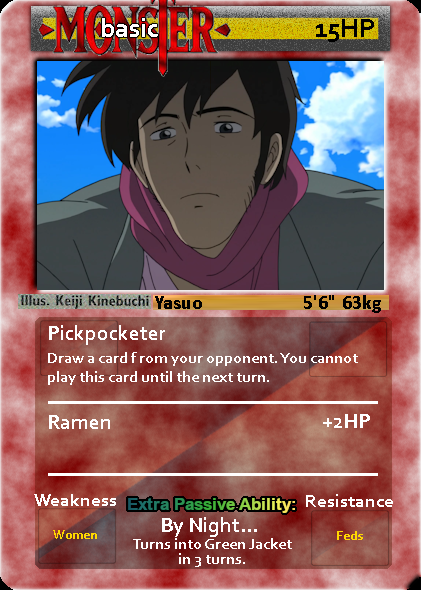 MONSTER
basic
15HP
Illus. Keiji Kinebuchi
Yasuo
5'6" 63kg
Pickpocketer
Draw a card from your opponent. You cannot
play this card until the next turn.
Ramen
+2HP
Weakness
Extra Passive Ability:
Resistance
Women
By Night...
Feds
Turns into Green Jacket
in 3 turns.